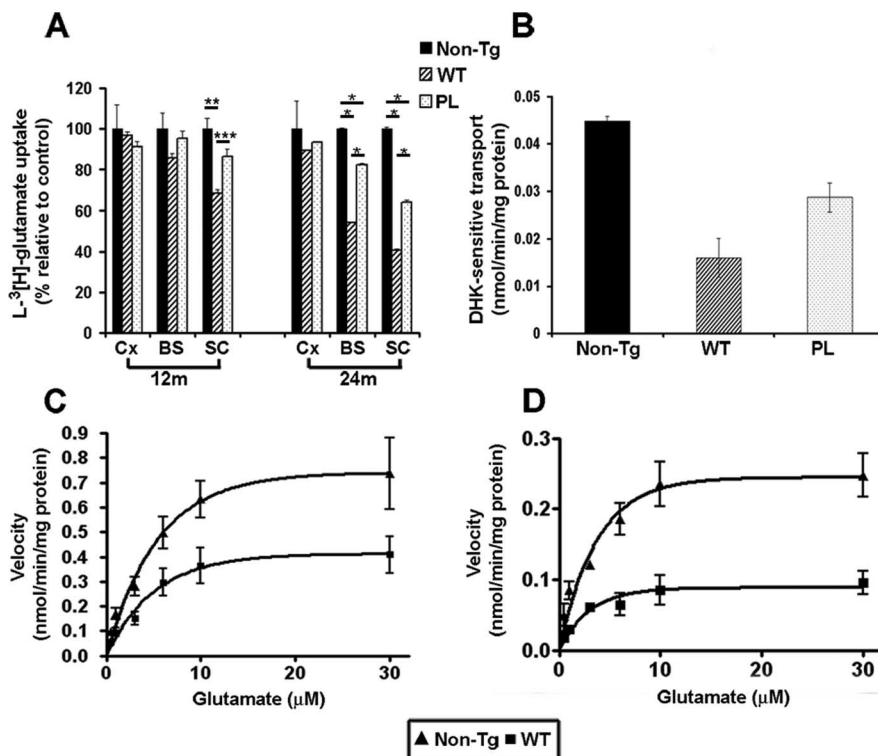 A
Non-Tg
WT
PL
L-³[H]-glutamate uptake
(% relative to control)
120
100
80
60
40
20
0
**
***
*
*
*
*
*
*
Cx BS SC Cx BS SC
12m 24m
B
DHK-sensitive transport
(nmol/min/mg protein)
0.05
0.04
0.03
0.02
0.01
0
Non-Tg WT PL
C
Velocity
(nmol/min/mg protein)
0.9
0.8
0.7
0.6
0.5
0.4
0.3
0.2
0.1
0.0
0 10 20 30
Glutamate (μM)
D
Velocity
(nmol/min/mg protein)
0.3
0.2
0.1
0.0
0 10 20 30
Glutamate (μM)
Non-Tg WT